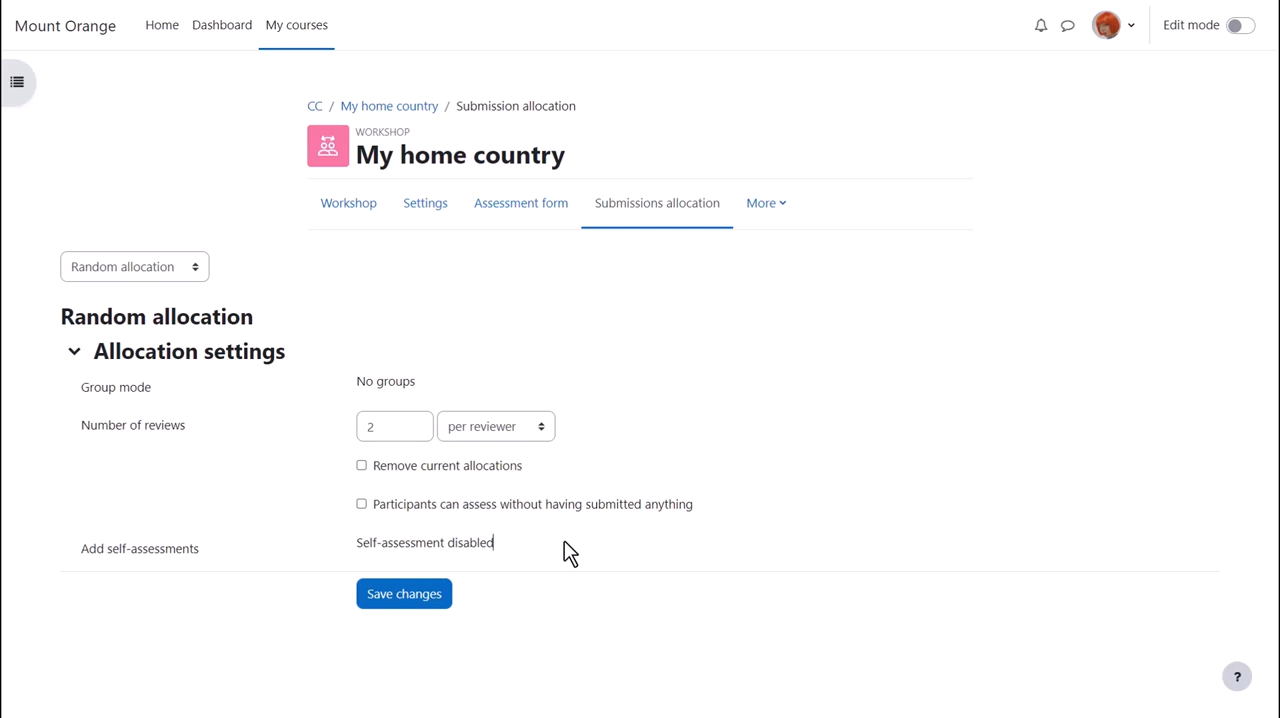 Mount Orange Home Dashboard My courses Edit mode
CC / My home country / Submission allocation
WORKSHOP
My home country
Workshop Settings Assessment form Submissions allocation More
Random allocation
Random allocation
Allocation settings
Group mode No groups
Number of reviews 2 per reviewer
Remove current allocations
Participants can assess without having submitted anything
Add self-assessments Self-assessment disabled
Save changes
?